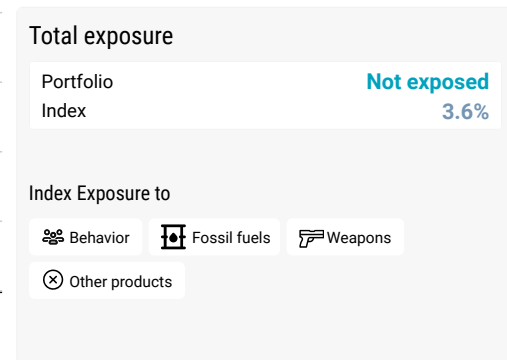 Total exposure
Portfolio Not exposed
Index 3.6%
Index Exposure to
Behavior Fossil fuels Weapons
Other products